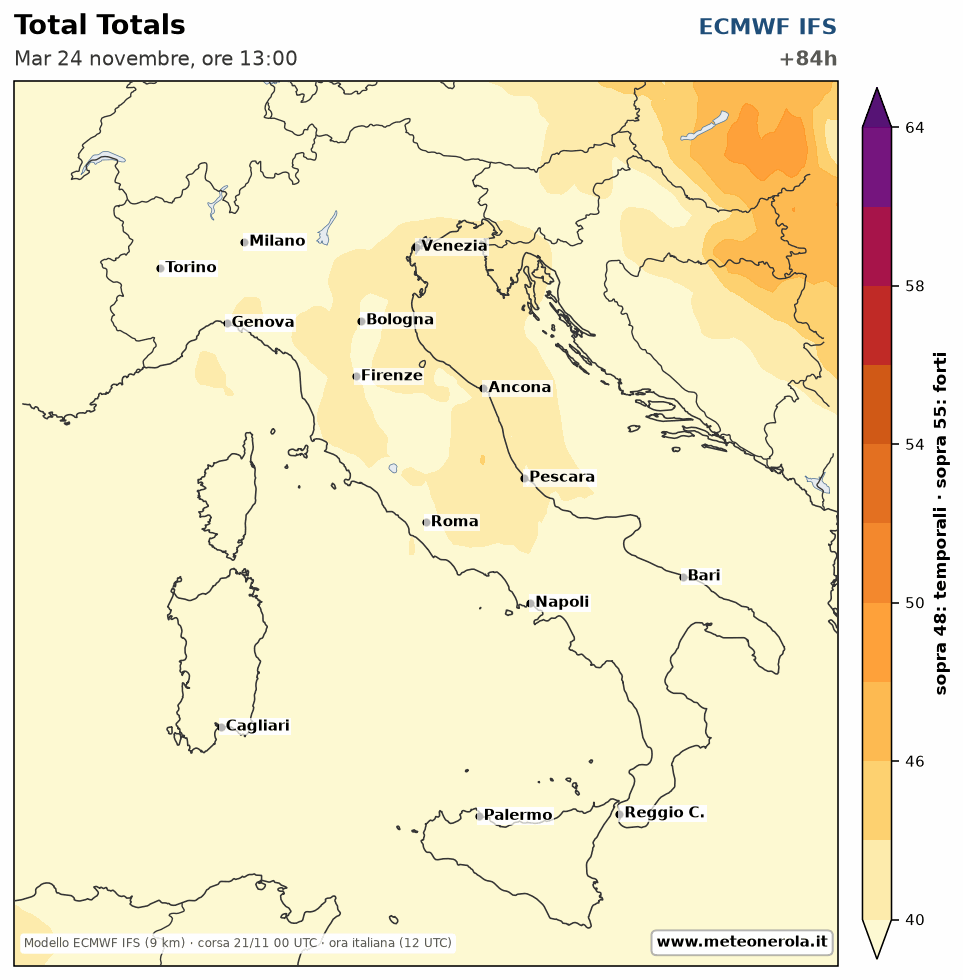 Total Totals
ECMWF IFS
Mar 24 novembre, ore 13:00
+84h
64
58
54
50
46
40
sopra 48: temporali · sopra 55: forti
Milano
Venezia
Torino
Genova
Bologna
Firenze
Ancona
Pescara
Roma
Bari
Napoli
Cagliari
Palermo
Reggio C.
Modello ECMWF IFS (9 km) · corsa 21/11 00 UTC · ora italiana (12 UTC)
www.meteonerola.it